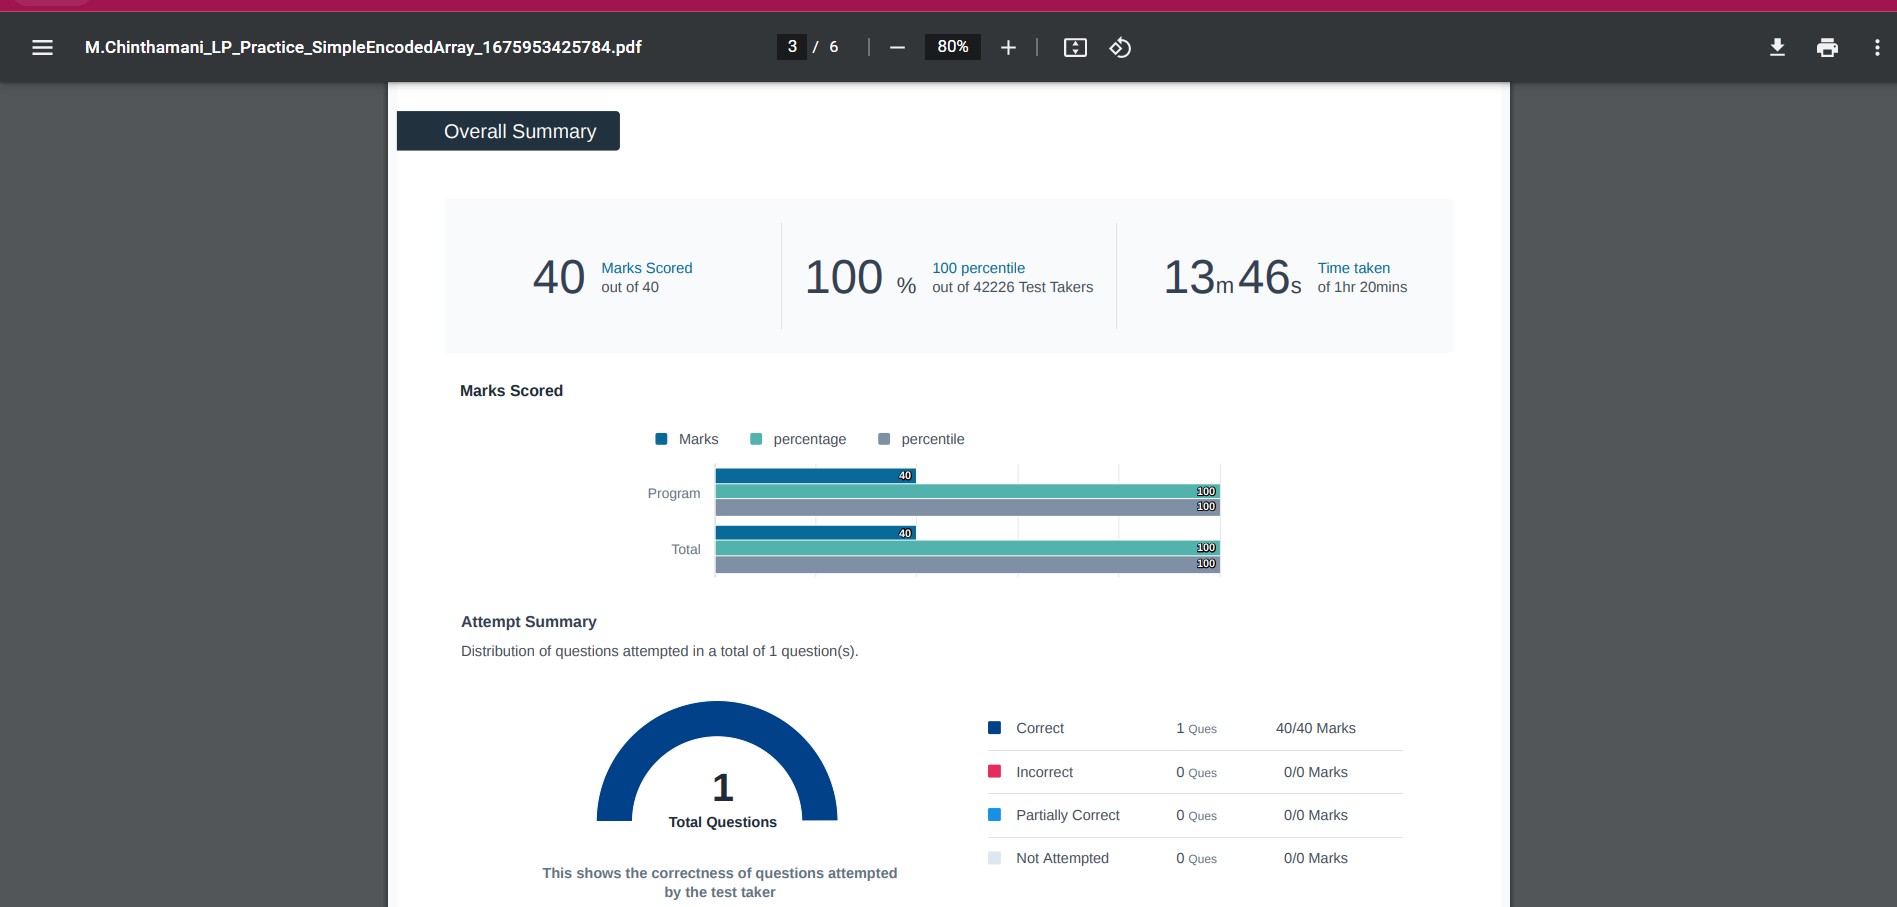 M.Chinthamani_LP_Practice_SimpleEncodedArray_1675953425784.pdf 3 / 6 80%
Overall Summary
40 Marks Scored out of 40
100 % 100 percentile out of 42226 Test Takers
13m46s Time taken of 1hr 20mins
Marks Scored
Marks percentage percentile
40
Program 100
100
40
Total 100
100
Attempt Summary
Distribution of questions attempted in a total of 1 question(s).
1
Total Questions
This shows the correctness of questions attempted
by the test taker
Correct 1 Ques 40/40 Marks
Incorrect 0 Ques 0/0 Marks
Partially Correct 0 Ques 0/0 Marks
Not Attempted 0 Ques 0/0 Marks